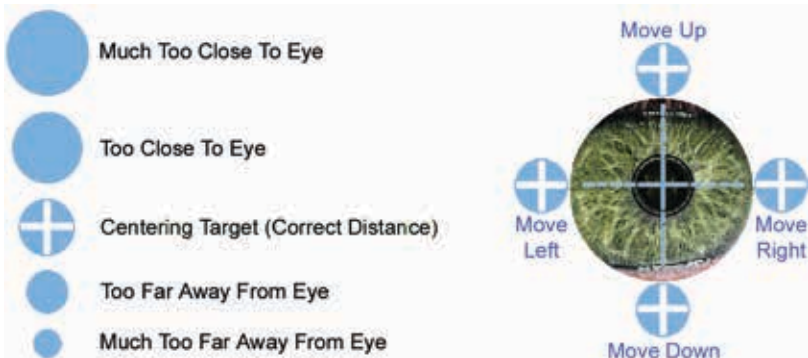 Much Too Close To Eye
Too Close To Eye
Centering Target (Correct Distance)
Too Far Away From Eye
Much Too Far Away From Eye
Move Up
Move
Left
Move
Right
Move Down